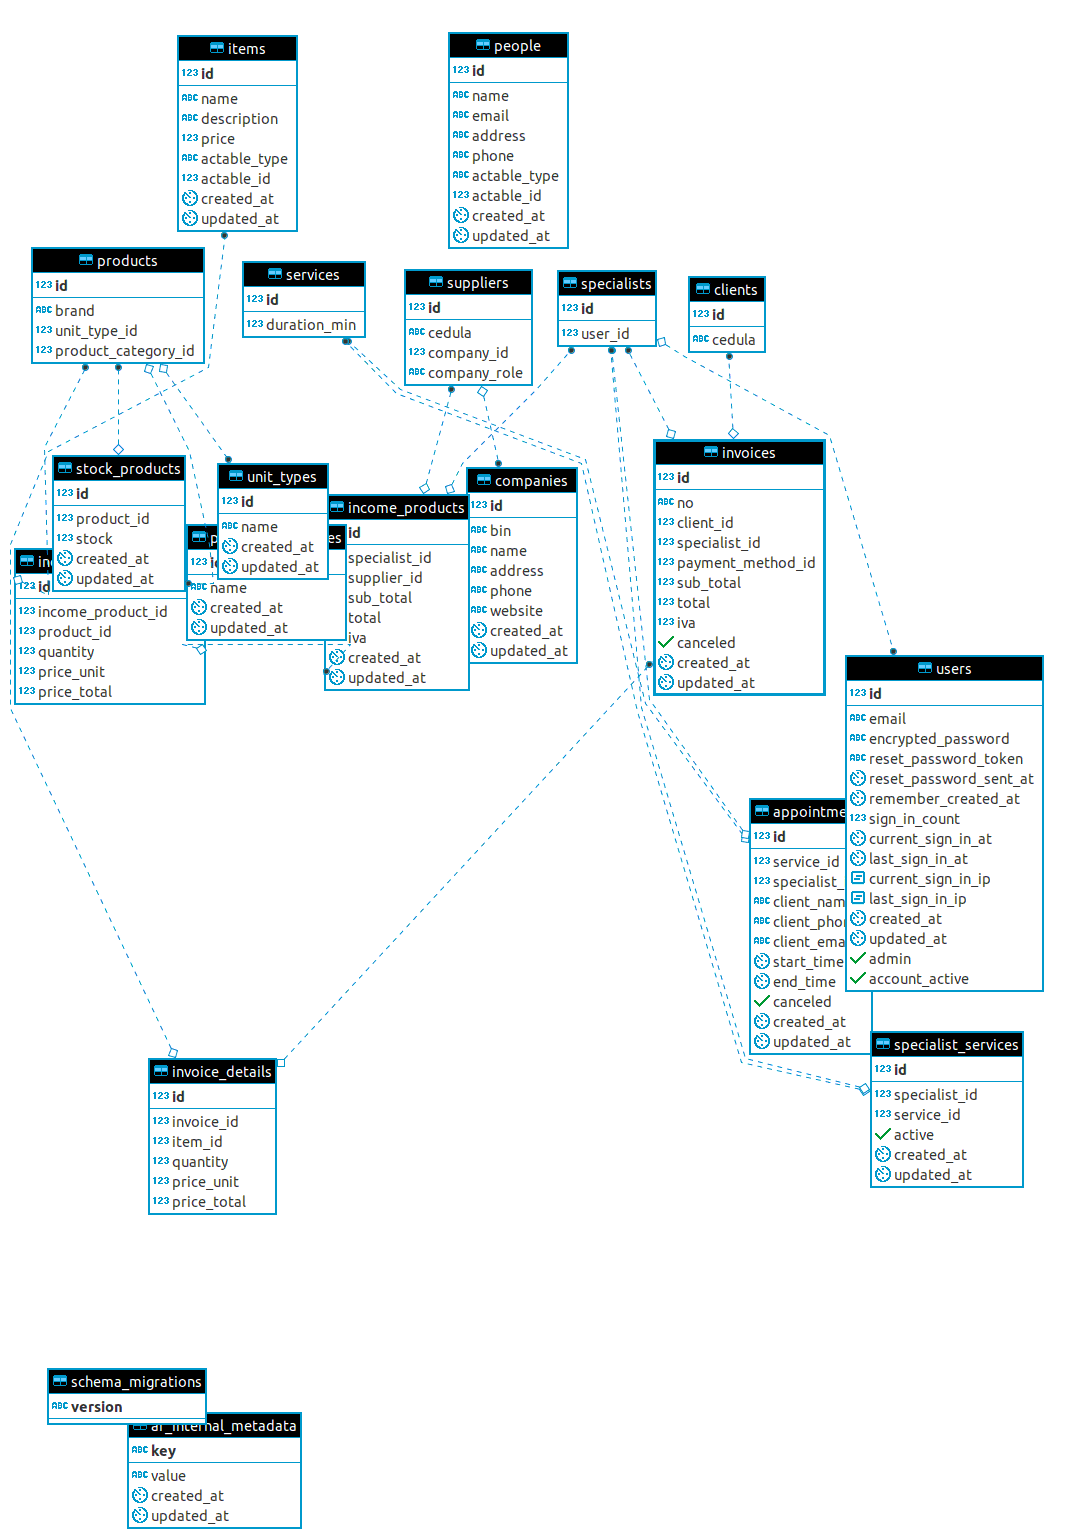 items
123 id
ABC name
ABC description
123 price
ABC actable_type
123 actable_id
created_at
updated_at
people
123 id
ABC name
ABC email
ABC address
ABC phone
ABC actable_type
123 actable_id
created_at
updated_at
products
123 id
ABC brand
123 unit_type_id
123 product_category_id
services
123 id
123 duration_min
suppliers
123 id
ABC cedula
123 company_id
ABC company_role
specialists
123 id
123 user_id
clients
123 id
ABC cedula
stock_products
123 id
123 product_id
123 stock
created_at
updated_at
unit_types
123 id
ABC name
created_at
updated_at
123 id
123 income_product_id
123 product_id
123 quantity
123 price_unit
123 price_total
123
ABC name
created_at
updated_at
income_products
id
specialist_id
supplier_id
sub_total
total
iva
created_at
updated_at
companies
123 id
ABC bin
ABC name
ABC address
ABC phone
ABC website
created_at
updated_at
invoices
123 id
ABC no
123 client_id
123 specialist_id
123 payment_method_id
123 sub_total
123 total
123 iva
canceled
created_at
updated_at
users
123 id
ABC email
ABC encrypted_password
ABC reset_password_token
reset_password_sent_at
remember_created_at
123 sign_in_count
current_sign_in_at
last_sign_in_at
current_sign_in_ip
last_sign_in_ip
created_at
updated_at
admin
account_active
appointme
123 id
123 service_id
123 specialist_
ABC client_nam
ABC client_pho
ABC client_ema
start_time
end_time
canceled
created_at
updated_at
specialist_services
123 id
123 specialist_id
123 service_id
active
created_at
updated_at
invoice_details
123 id
123 invoice_id
123 item_id
123 quantity
123 price_unit
123 price_total
schema_migrations
ABC version
ar_internal_metadata
ABC key
ABC value
created_at
updated_at